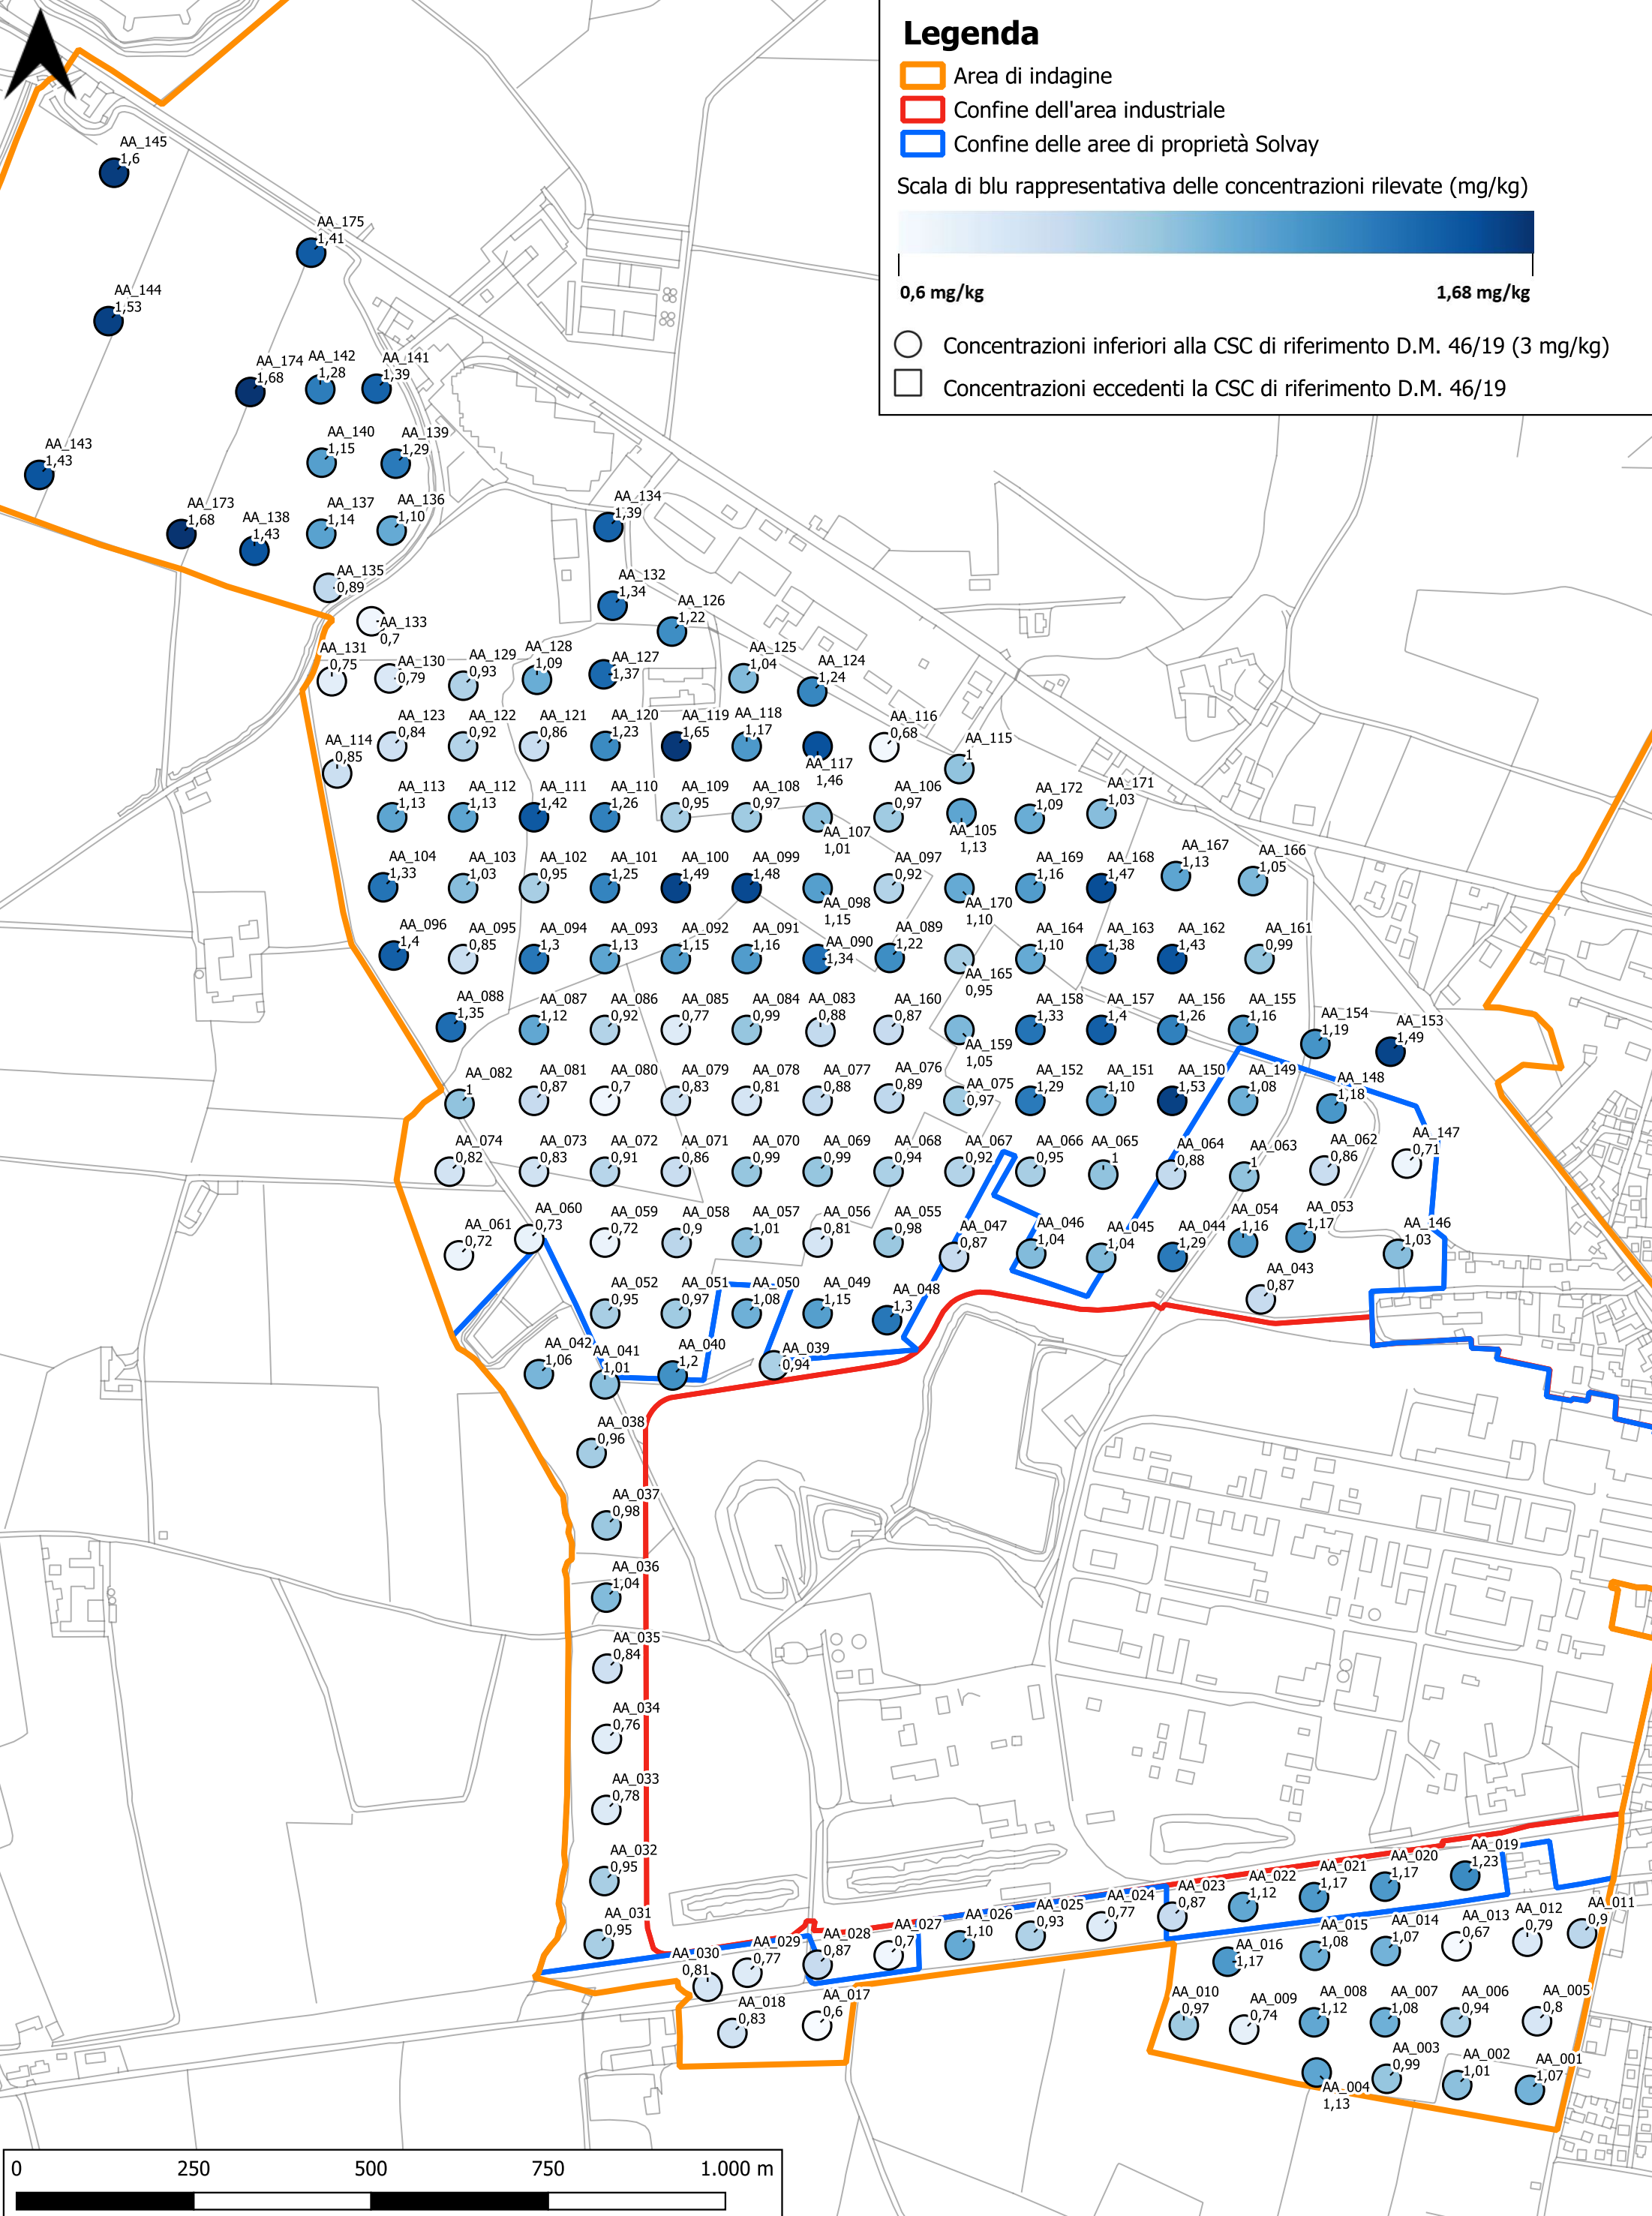 Legenda
Area di indagine
Confine dell'area industriale
Confine delle aree di proprietà Solvay
Scala di blu rappresentativa delle concentrazioni rilevate (mg/kg)
0,6 mg/kg 1,68 mg/kg
Concentrazioni inferiori alla CSC di riferimento D.M. 46/19 (3 mg/kg)
Concentrazioni eccedenti la CSC di riferimento D.M. 46/19
AA_145
1,6
AA_175
1,41
AA_144
1,53
AA_174
1,68
AA_142
1,28
AA_141
1,39
AA_143
1,43
AA_140
1,15
AA_139
1,29
AA_173
1,68
AA_138
1,43
AA_137
1,14
AA_136
1,10
AA_134
1,39
AA_135
0,89
AA_132
1,34
AA_133
0,7
AA_126
1,22
AA_131
0,75
AA_130
0,79
AA_129
0,93
AA_128
1,09
AA_127
1,37
AA_125
1,04
AA_124
1,24
AA_114
0,85
AA_123
0,84
AA_122
0,92
AA_121
0,86
AA_120
1,23
AA_119
1,65
AA_118
1,17
AA_117
1,46
AA_116
0,68
AA_115
1
AA_113
1,13
AA_112
1,13
AA_111
1,42
AA_110
1,26
AA_109
0,95
AA_108
0,97
AA_107
1,01
AA_106
0,97
AA_105
1,13
AA_172
1,09
AA_171
1,03
AA_104
1,33
AA_103
1,03
AA_102
0,95
AA_101
1,25
AA_100
1,49
AA_099
1,48
AA_098
1,15
AA_097
0,92
AA_170
1,10
AA_169
1,16
AA_168
1,47
AA_167
1,13
AA_166
1,05
AA_096
1,4
AA_095
0,85
AA_094
1,3
AA_093
1,13
AA_092
1,15
AA_091
1,16
AA_090
1,34
AA_089
1,22
AA_165
0,95
AA_164
1,10
AA_163
1,38
AA_162
1,43
AA_161
0,99
AA_088
1,35
AA_087
1,12
AA_086
0,92
AA_085
0,77
AA_084
0,99
AA_083
0,88
AA_160
0,87
AA_159
1,05
AA_158
1,33
AA_157
1,4
AA_156
1,26
AA_155
1,16
AA_154
1,19
AA_153
1,49
AA_082
1
AA_081
0,87
AA_080
0,7
AA_079
0,83
AA_078
0,81
AA_077
0,88
AA_076
0,89
AA_075
0,97
AA_152
1,29
AA_151
1,10
AA_150
1,53
AA_149
1,08
AA_148
1,18
AA_074
0,82
AA_073
0,83
AA_072
0,91
AA_071
0,86
AA_070
0,99
AA_069
0,99
AA_068
0,94
AA_067
0,92
AA_066
0,95
AA_065
1
AA_064
0,88
AA_063
1
AA_062
0,86
AA_147
0,71
AA_061
0,72
AA_060
0,73
AA_059
0,72
AA_058
0,9
AA_057
1,01
AA_056
0,81
AA_055
0,98
AA_047
0,87
AA_046
1,04
AA_045
1,04
AA_044
1,29
AA_054
1,16
AA_053
1,17
AA_146
1,03
AA_043
0,87
AA_052
0,95
AA_051
0,97
AA_050
1,08
AA_049
1,15
AA_048
1,3
AA_042
1,06
AA_041
1,01
AA_040
1,2
AA_039
0,94
AA_038
0,96
AA_037
0,98
AA_036
1,04
AA_035
0,84
AA_034
0,76
AA_033
0,78
AA_032
0,95
AA_031
0,95
AA_030
0,81
AA_029
0,77
AA_028
0,87
AA_027
0,7
AA_026
1,10
AA_025
0,93
AA_024
0,77
AA_023
0,87
AA_022
1,12
AA_021
1,17
AA_020
1,17
AA_019
1,23
AA_018
0,83
AA_017
0,6
AA_016
1,17
AA_015
1,08
AA_014
1,07
AA_013
0,67
AA_012
0,79
AA_011
0,9
AA_010
0,97
AA_009
0,74
AA_008
1,12
AA_007
1,08
AA_006
0,94
AA_005
0,8
AA_004
1,13
AA_003
0,99
AA_002
1,01
AA_001
1,07
0 250 500 750 1.000 m